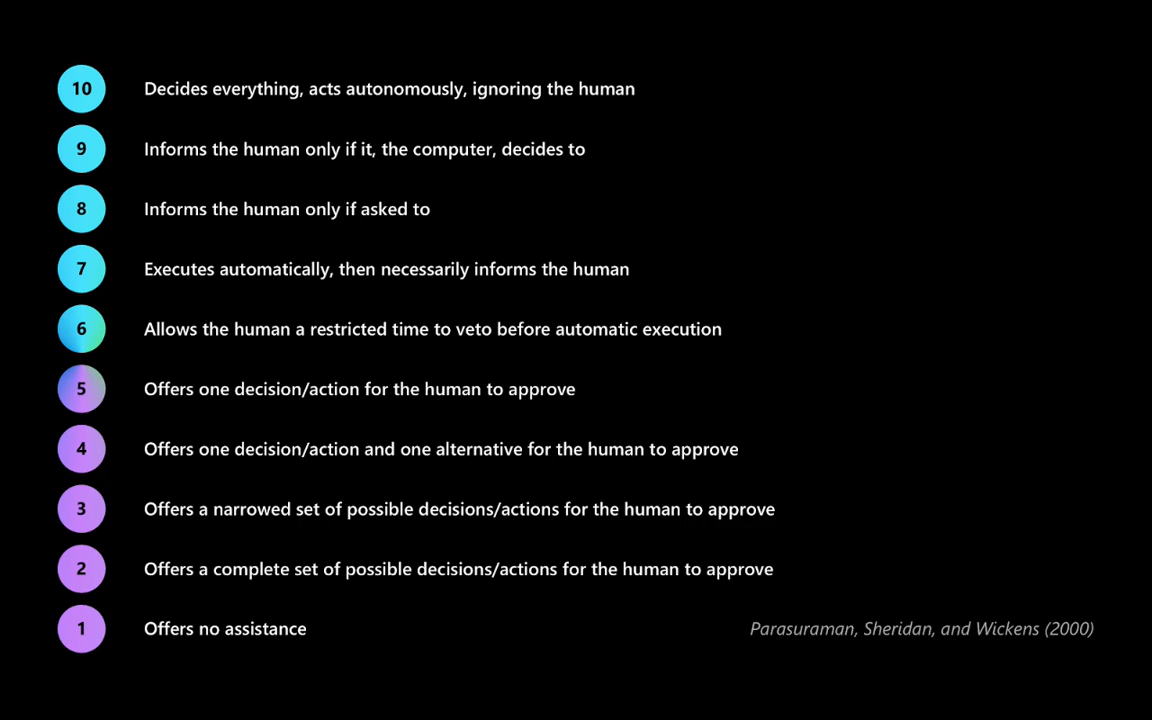 10 Decides everything, acts autonomously, ignoring the human
9 Informs the human only if it, the computer, decides to
8 Informs the human only if asked to
7 Executes automatically, then necessarily informs the human
6 Allows the human a restricted time to veto before automatic execution
5 Offers one decision/action for the human to approve
4 Offers one decision/action and one alternative for the human to approve
3 Offers a narrowed set of possible decisions/actions for the human to approve
2 Offers a complete set of possible decisions/actions for the human to approve
1 Offers no assistance
Parasuraman, Sheridan, and Wickens (2000)